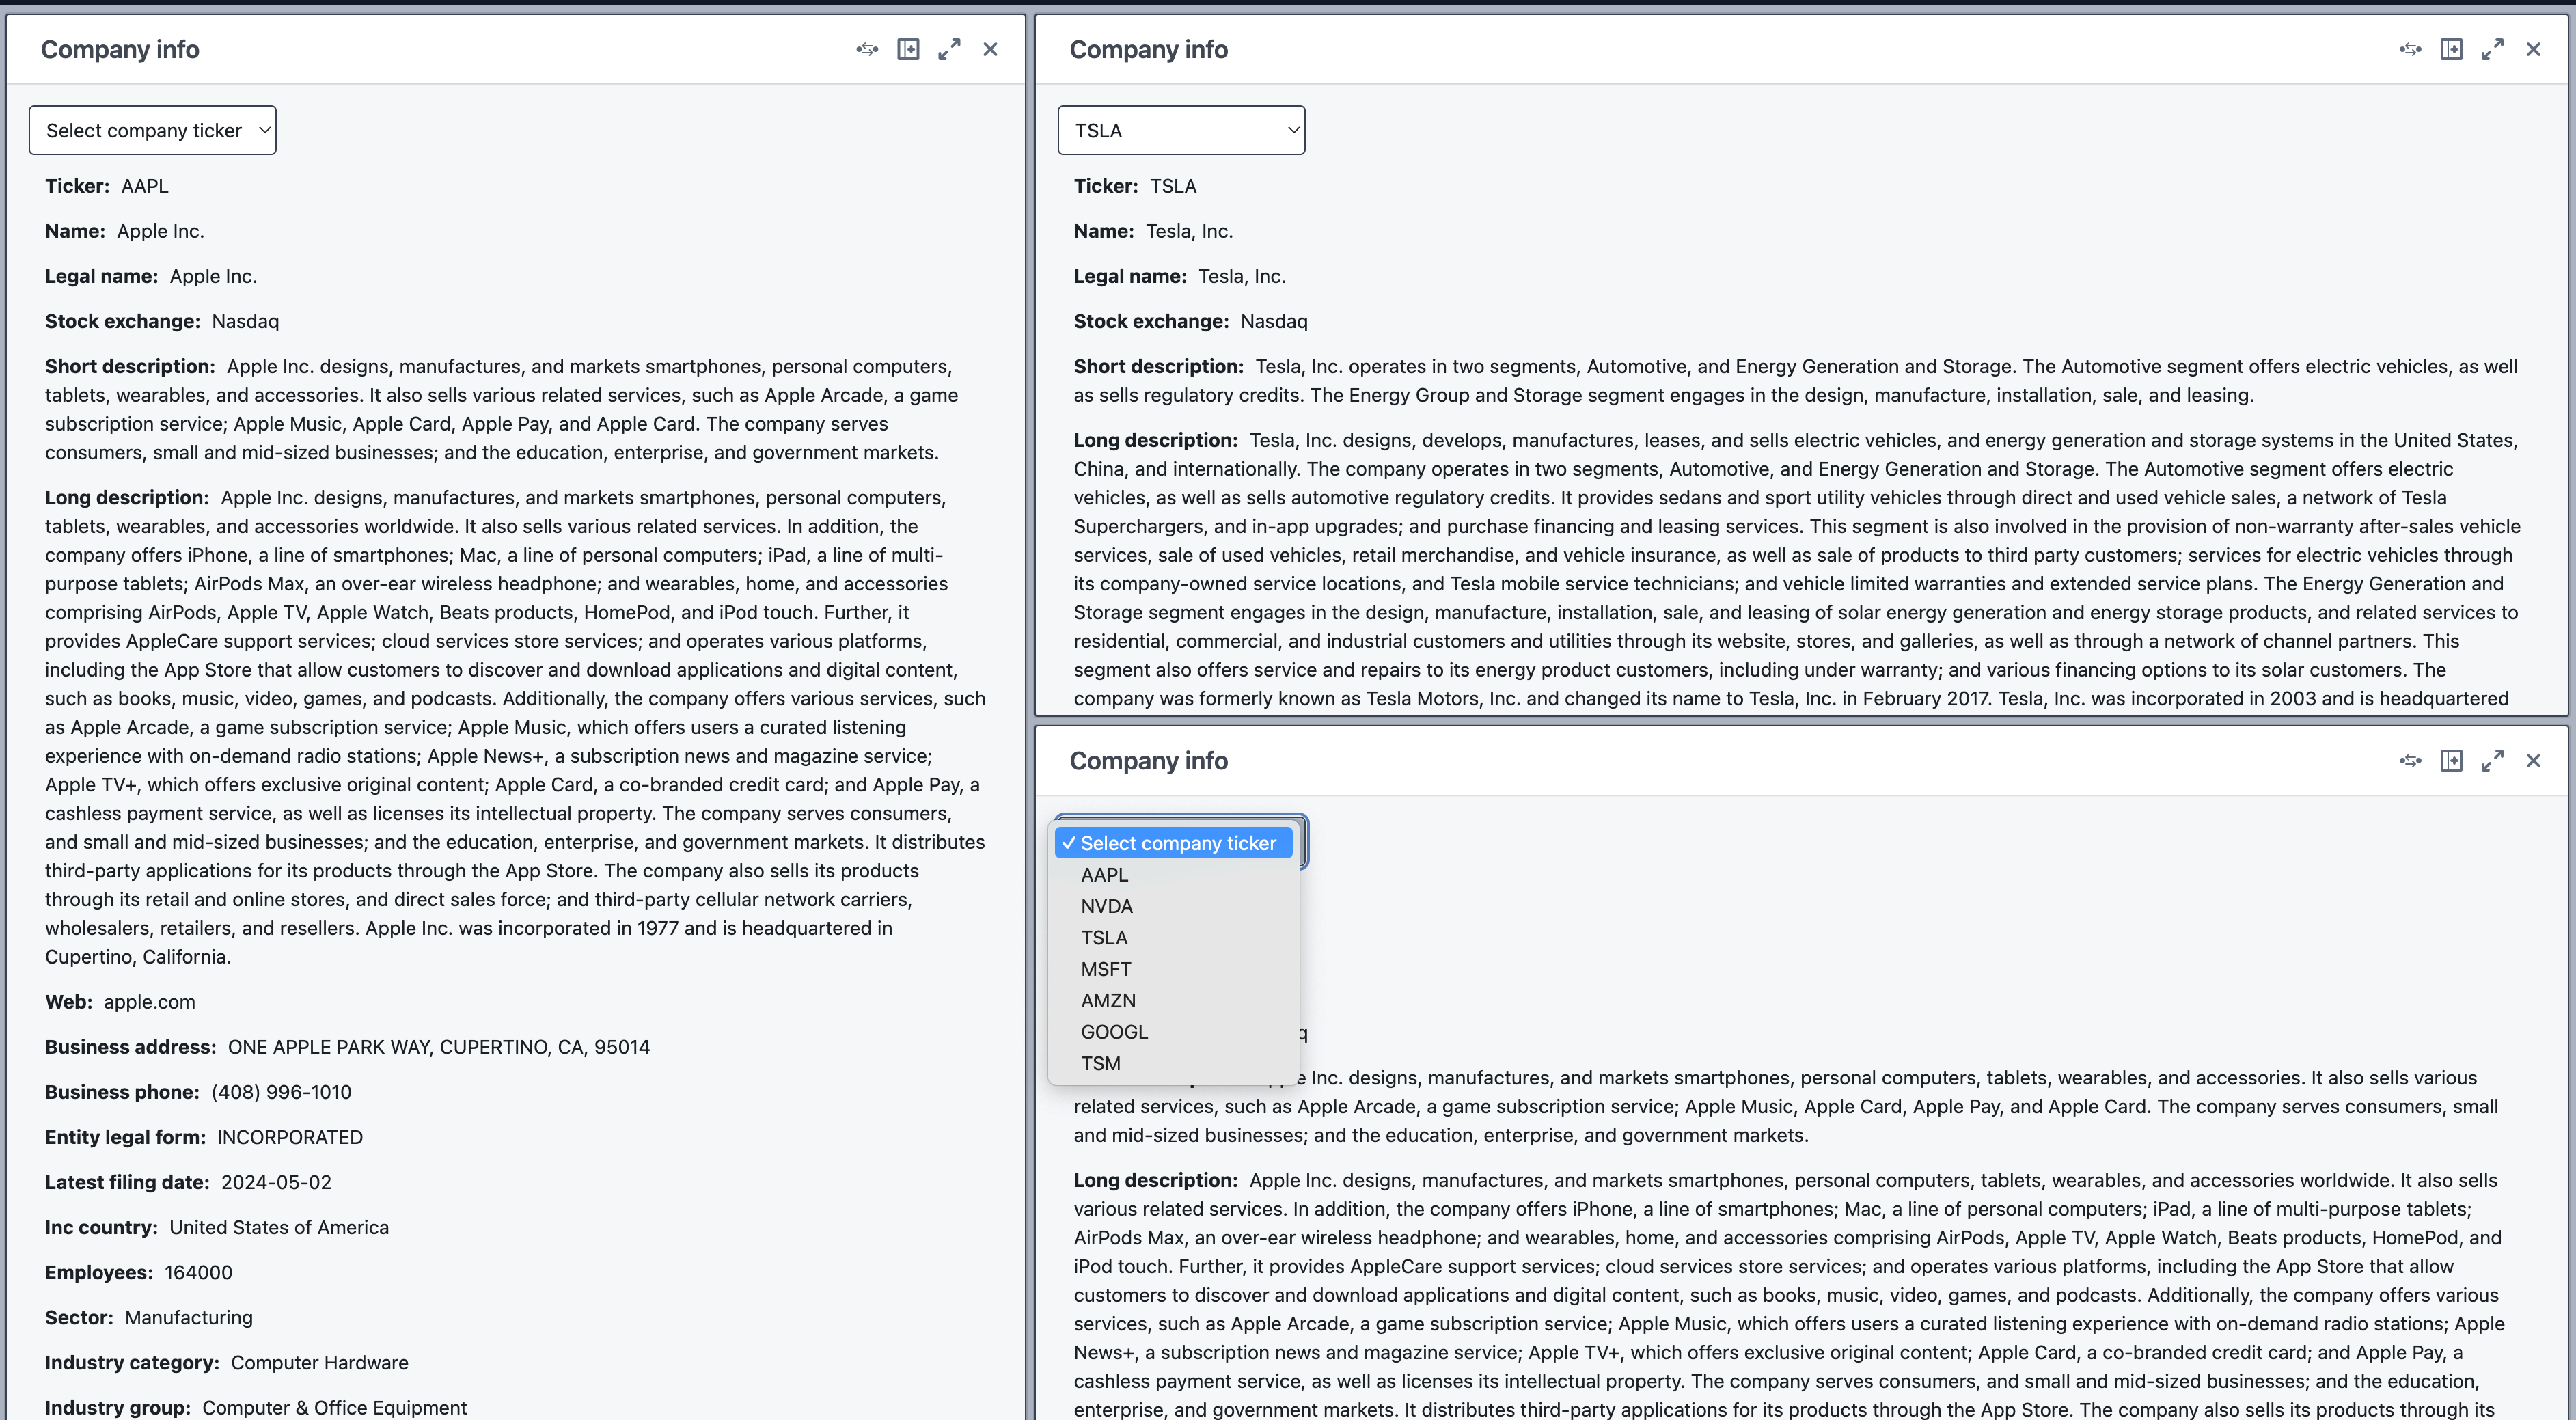 Company info
Select company ticker
Ticker: AAPL
Name: Apple Inc.
Legal name: Apple Inc.
Stock exchange: Nasdaq
Short description: Apple Inc. designs, manufactures, and markets smartphones, personal computers,
tablets, wearables, and accessories. It also sells various related services, such as Apple Arcade, a game
subscription service; Apple Music, Apple Card, Apple Pay, and Apple Card. The company serves
consumers, small and mid-sized businesses; and the education, enterprise, and government markets.
Long description: Apple Inc. designs, manufactures, and markets smartphones, personal computers,
tablets, wearables, and accessories worldwide. It also sells various related services. In addition, the
company offers iPhone, a line of smartphones; Mac, a line of personal computers; iPad, a line of multi-
purpose tablets; AirPods Max, an over-ear wireless headphone; and wearables, home, and accessories
comprising AirPods, Apple TV, Apple Watch, Beats products, HomePod, and iPod touch. Further, it
provides AppleCare support services; cloud services store services; and operates various platforms,
including the App Store that allow customers to discover and download applications and digital content,
such as books, music, video, games, and podcasts. Additionally, the company offers various services, such
as Apple Arcade, a game subscription service; Apple Music, which offers users a curated listening
experience with on-demand radio stations; Apple News+, a subscription news and magazine service;
Apple TV+, which offers exclusive original content; Apple Card, a co-branded credit card; and Apple Pay, a
cashless payment service, as well as licenses its intellectual property. The company serves consumers,
and small and mid-sized businesses; and the education, enterprise, and government markets. It distributes
third-party applications for its products through the App Store. The company also sells its products
through its retail and online stores, and direct sales force; and third-party cellular network carriers,
wholesalers, retailers, and resellers. Apple Inc. was incorporated in 1977 and is headquartered in
Cupertino, California.
Web: apple.com
Business address: ONE APPLE PARK WAY, CUPERTINO, CA, 95014
Business phone: (408) 996-1010
Entity legal form: INCORPORATED
Latest filing date: 2024-05-02
Inc country: United States of America
Employees: 164000
Sector: Manufacturing
Industry category: Computer Hardware
Industry group: Computer & Office Equipment
Company info
TSLA
Ticker: TSLA
Name: Tesla, Inc.
Legal name: Tesla, Inc.
Stock exchange: Nasdaq
Short description: Tesla, Inc. operates in two segments, Automotive, and Energy Generation and Storage. The Automotive segment offers electric vehicles, as well
as sells regulatory credits. The Energy Group and Storage segment engages in the design, manufacture, installation, sale, and leasing.
Long description: Tesla, Inc. designs, develops, manufactures, leases, and sells electric vehicles, and energy generation and storage systems in the United States,
China, and internationally. The company operates in two segments, Automotive, and Energy Generation and Storage. The Automotive segment offers electric
vehicles, as well as sells automotive regulatory credits. It provides sedans and sport utility vehicles through direct and used vehicle sales, a network of Tesla
Superchargers, and in-app upgrades; and purchase financing and leasing services. This segment is also involved in the provision of non-warranty after-sales vehicle
services, sale of used vehicles, retail merchandise, and vehicle insurance, as well as sale of products to third party customers; services for electric vehicles through
its company-owned service locations, and Tesla mobile service technicians; and vehicle limited warranties and extended service plans. The Energy Generation and
Storage segment engages in the design, manufacture, installation, sale, and leasing of solar energy generation and energy storage products, and related services to
residential, commercial, and industrial customers and utilities through its website, stores, and galleries, as well as through a network of channel partners. This
segment also offers service and repairs to its energy product customers, including under warranty; and various financing options to its solar customers. The
company was formerly known as Tesla Motors, Inc. and changed its name to Tesla, Inc. in February 2017. Tesla, Inc. was incorporated in 2003 and is headquartered
Company info
✓ Select company ticker
AAPL
NVDA
TSLA
MSFT
AMZN
GOOGL
TSM
Inc. designs, manufactures, and markets smartphones, personal computers, tablets, wearables, and accessories. It also sells various
related services, such as Apple Arcade, a game subscription service; Apple Music, Apple Card, Apple Pay, and Apple Card. The company serves consumers, small
and mid-sized businesses; and the education, enterprise, and government markets.
Long description: Apple Inc. designs, manufactures, and markets smartphones, personal computers, tablets, wearables, and accessories worldwide. It also sells
various related services. In addition, the company offers iPhone, a line of smartphones; Mac, a line of personal computers; iPad, a line of multi-purpose tablets;
AirPods Max, an over-ear wireless headphone; and wearables, home, and accessories comprising AirPods, Apple TV, Apple Watch, Beats products, HomePod, and
iPod touch. Further, it provides AppleCare support services; cloud services store services; and operates various platforms, including the App Store that allow
customers to discover and download applications and digital content, such as books, music, video, games, and podcasts. Additionally, the company offers various
services, such as Apple Arcade, a game subscription service; Apple Music, which offers users a curated listening experience with on-demand radio stations; Apple
News+, a subscription news and magazine service; Apple TV+, which offers exclusive original content; Apple Card, a co-branded credit card; and Apple Pay, a
cashless payment service, as well as licenses its intellectual property. The company serves consumers, and small and mid-sized businesses; and the education,
enterprise, and government markets. It distributes third-party applications for its products through the App Store. The company also sells its products through its